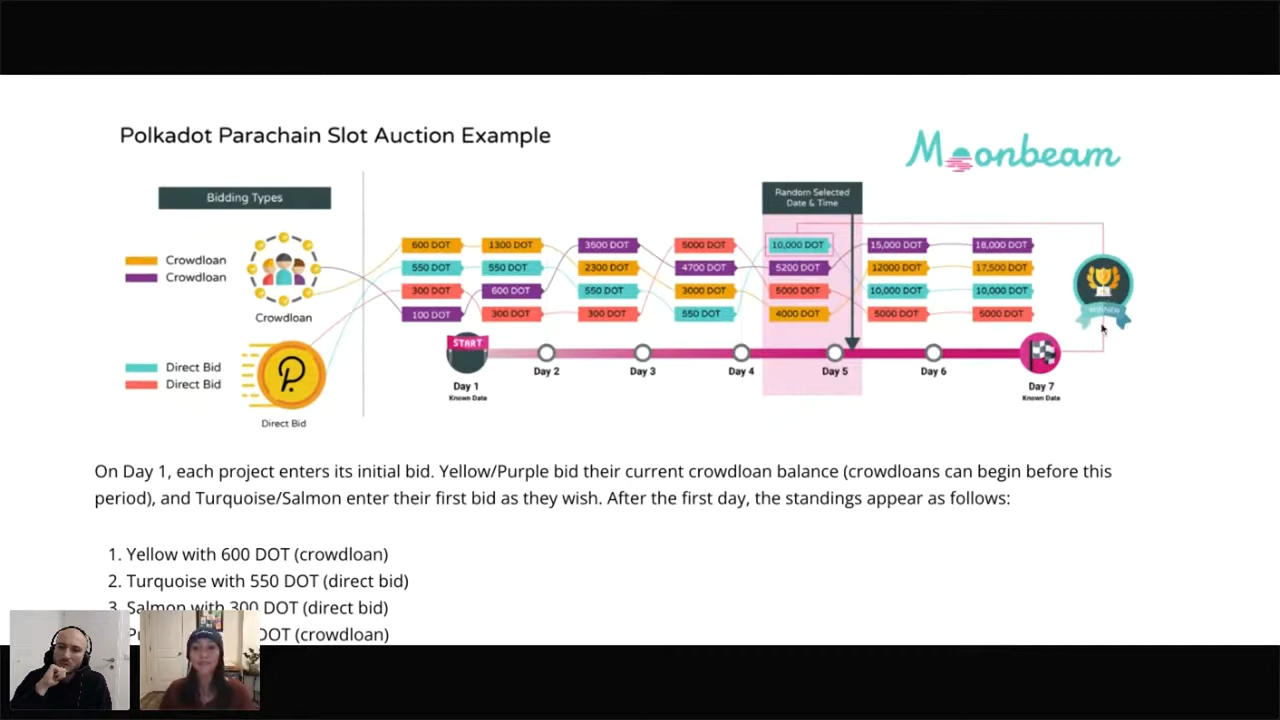 Polkadot Parachain Slot Auction Example
Moonbeam
Bidding Types
Random Selected
Date & Time
Crowdloan
Crowdloan
Crowdloan
Direct Bid
Direct Bid
Direct Bid
600 DOT 1300 DOT 3500 DOT 5000 DOT 10,000 DOT 15,000 DOT 18,000 DOT
550 DOT 550 DOT 2300 DOT 4700 DOT 5200 DOT 12000 DOT 17,500 DOT
300 DOT 600 DOT 550 DOT 3000 DOT 5000 DOT 10,000 DOT 10,000 DOT
100 DOT 300 DOT 300 DOT 550 DOT 4000 DOT 5000 DOT 5000 DOT
WINNER
START
Day 1 Day 2 Day 3 Day 4 Day 5 Day 6 Day 7
Known Date Known Date
On Day 1, each project enters its initial bid. Yellow/Purple bid their current crowdloan balance (crowdloans can begin before this
period), and Turquoise/Salmon enter their first bid as they wish. After the first day, the standings appear as follows:
1. Yellow with 600 DOT (crowdloan)
2. Turquoise with 550 DOT (direct bid)
3. Salmon with 300 DOT (direct bid)
DOT (crowdloan)